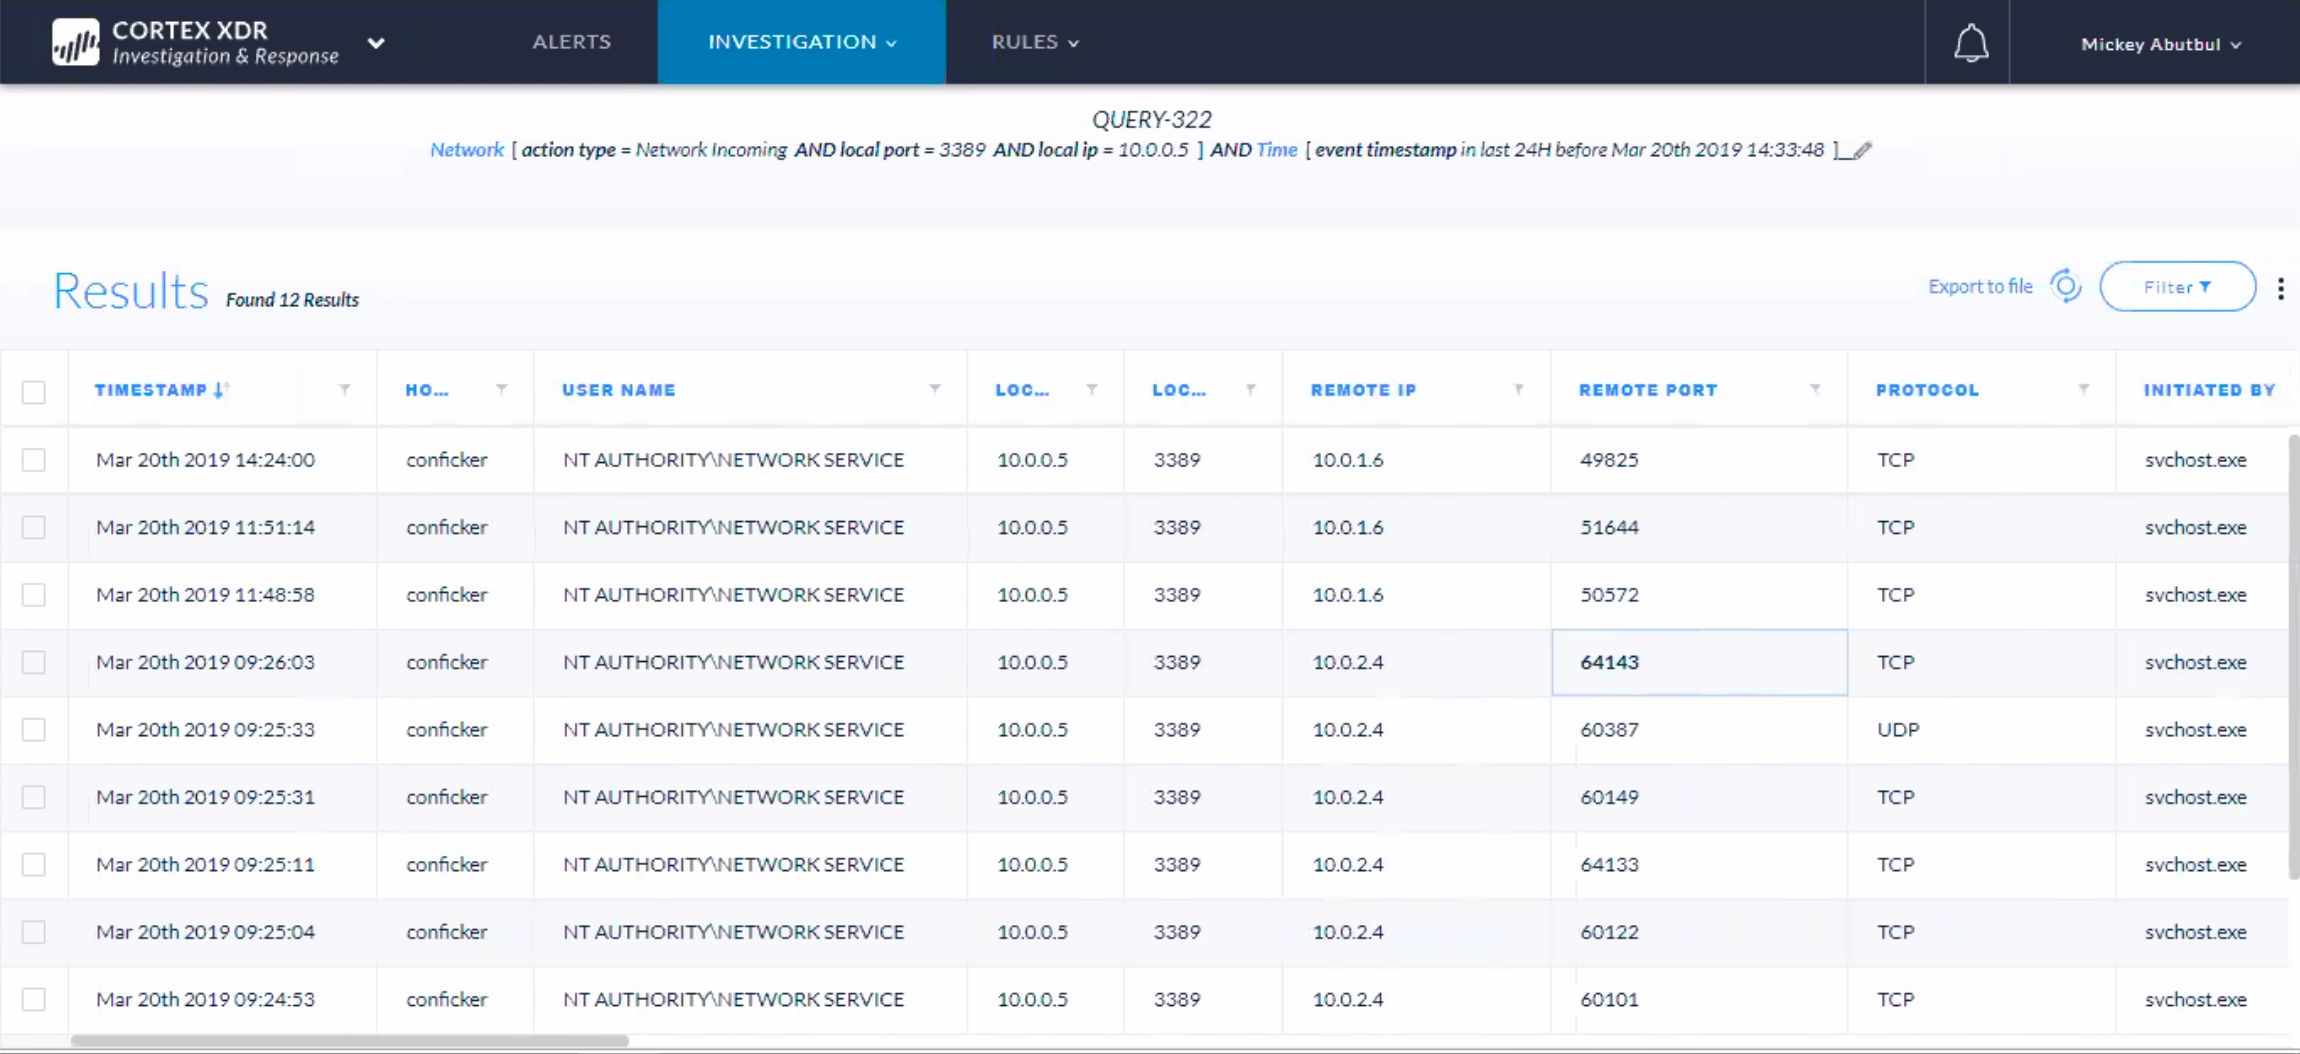 CORTEX XDR
Investigation & Response
ALERTS
INVESTIGATION
RULES
Mickey Abutbul
QUERY-322
Network [ action type = Network Incoming AND local port = 3389 AND local ip = 10.0.0.5 ] AND Time [ event timestamp in last 24H before Mar 20th 2019 14:33:48 ]
Results Found 12 Results
Export to file
Filter
TIMESTAMP HO... USER NAME LOC... LOC... REMOTE IP REMOTE PORT PROTOCOL INITIATED BY
Mar 20th 2019 14:24:00 conficker NT AUTHORITY\NETWORK SERVICE 10.0.0.5 3389 10.0.1.6 49825 TCP svchost.exe
Mar 20th 2019 11:51:14 conficker NT AUTHORITY\NETWORK SERVICE 10.0.0.5 3389 10.0.1.6 51644 TCP svchost.exe
Mar 20th 2019 11:48:58 conficker NT AUTHORITY\NETWORK SERVICE 10.0.0.5 3389 10.0.1.6 50572 TCP svchost.exe
Mar 20th 2019 09:26:03 conficker NT AUTHORITY\NETWORK SERVICE 10.0.0.5 3389 10.0.2.4 64143 TCP svchost.exe
Mar 20th 2019 09:25:33 conficker NT AUTHORITY\NETWORK SERVICE 10.0.0.5 3389 10.0.2.4 60387 UDP svchost.exe
Mar 20th 2019 09:25:31 conficker NT AUTHORITY\NETWORK SERVICE 10.0.0.5 3389 10.0.2.4 60149 TCP svchost.exe
Mar 20th 2019 09:25:11 conficker NT AUTHORITY\NETWORK SERVICE 10.0.0.5 3389 10.0.2.4 64133 TCP svchost.exe
Mar 20th 2019 09:25:04 conficker NT AUTHORITY\NETWORK SERVICE 10.0.0.5 3389 10.0.2.4 60122 TCP svchost.exe
Mar 20th 2019 09:24:53 conficker NT AUTHORITY\NETWORK SERVICE 10.0.0.5 3389 10.0.2.4 60101 TCP svchost.exe